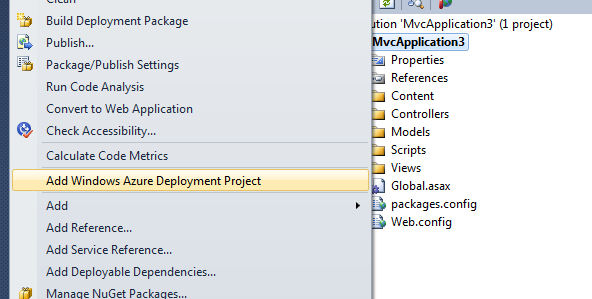 Clean
Build Deployment Package
Publish...
Package/Publish Settings
Run Code Analysis
Convert to Web Application
Check Accessibility...
Calculate Code Metrics
Add Windows Azure Deployment Project
Add
Add Reference...
Add Service Reference...
Add Deployable Dependencies...
Manage NuGet Packages...
ution 'MvcApplication3' (1 project)
MvcApplication3
Properties
References
Content
Controllers
Models
Scripts
Views
Global.asax
packages.config
Web.config